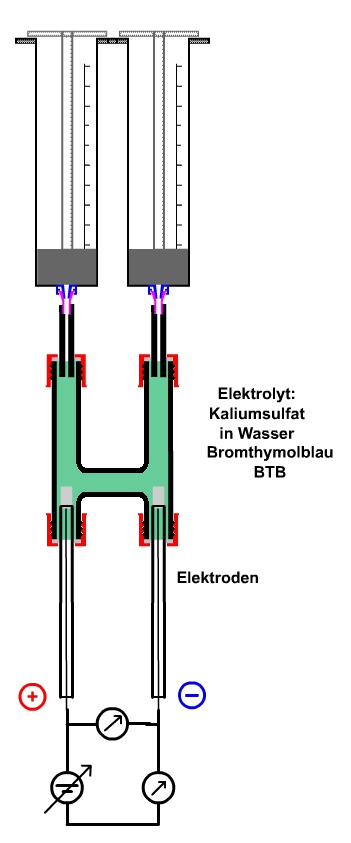 Elektrolyt:
Kaliumsulfat
in Wasser
Bromthymolblau
BTB
Elektroden
+
−